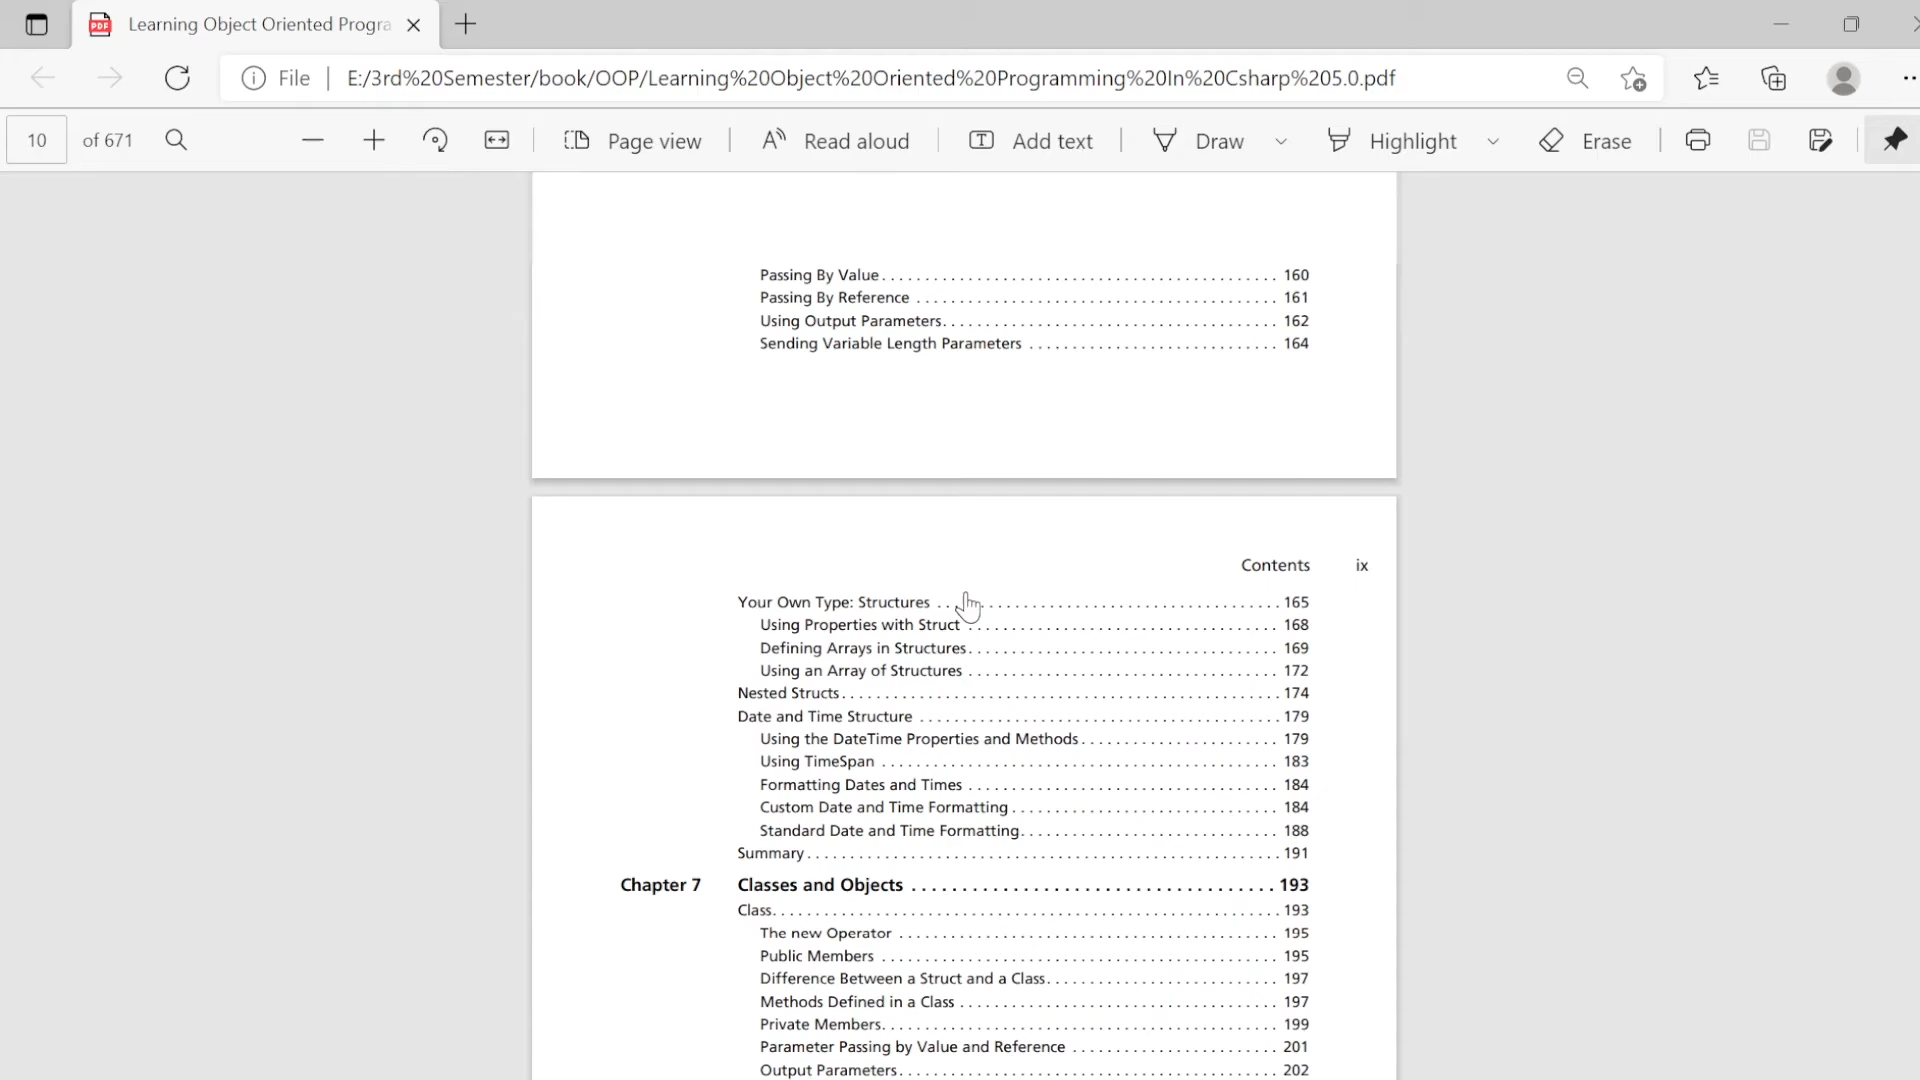 Learning Object Oriented Progra
File E:/3rd%20Semester/book/OOP/Learning%20Object%20Oriented%20Programming%20In%20Csharp%205.0.pdf
10 of 671 Page view Read aloud Add text Draw Highlight Erase
Passing By Value. . . . . . . . . . . . . . . . . . . . . . . . . . . . . . . . . . . . . . . . . . . . . 160
Passing By Reference . . . . . . . . . . . . . . . . . . . . . . . . . . . . . . . . . . . . . . . . . 161
Using Output Parameters. . . . . . . . . . . . . . . . . . . . . . . . . . . . . . . . . . . . . . 162
Sending Variable Length Parameters . . . . . . . . . . . . . . . . . . . . . . . . . . . . 164
Contents ix
Your Own Type: Structures . . . . . . . . . . . . . . . . . . . . . . . . . . . . . . . . . . . . . . 165
Using Properties with Struct . . . . . . . . . . . . . . . . . . . . . . . . . . . . . . . . . . . 168
Defining Arrays in Structures. . . . . . . . . . . . . . . . . . . . . . . . . . . . . . . . . . . 169
Using an Array of Structures . . . . . . . . . . . . . . . . . . . . . . . . . . . . . . . . . . . 172
Nested Structs. . . . . . . . . . . . . . . . . . . . . . . . . . . . . . . . . . . . . . . . . . . . . . . . . . 174
Date and Time Structure . . . . . . . . . . . . . . . . . . . . . . . . . . . . . . . . . . . . . . . . . 179
Using the DateTime Properties and Methods. . . . . . . . . . . . . . . . . . . . . . 179
Using TimeSpan . . . . . . . . . . . . . . . . . . . . . . . . . . . . . . . . . . . . . . . . . . . . . 183
Formatting Dates and Times . . . . . . . . . . . . . . . . . . . . . . . . . . . . . . . . . . . 184
Custom Date and Time Formatting . . . . . . . . . . . . . . . . . . . . . . . . . . . . . . 184
Standard Date and Time Formatting. . . . . . . . . . . . . . . . . . . . . . . . . . . . . 188
Summary . . . . . . . . . . . . . . . . . . . . . . . . . . . . . . . . . . . . . . . . . . . . . . . . . . . . . 191
Chapter 7 Classes and Objects . . . . . . . . . . . . . . . . . . . . . . . . . . . . . . . . . . . . 193
Class. . . . . . . . . . . . . . . . . . . . . . . . . . . . . . . . . . . . . . . . . . . . . . . . . . . . . . . . . 193
The new Operator . . . . . . . . . . . . . . . . . . . . . . . . . . . . . . . . . . . . . . . . . . . 195
Public Members . . . . . . . . . . . . . . . . . . . . . . . . . . . . . . . . . . . . . . . . . . . . . 195
Difference Between a Struct and a Class. . . . . . . . . . . . . . . . . . . . . . . . . . 197
Methods Defined in a Class . . . . . . . . . . . . . . . . . . . . . . . . . . . . . . . . . . . . 197
Private Members. . . . . . . . . . . . . . . . . . . . . . . . . . . . . . . . . . . . . . . . . . . . . 199
Parameter Passing by Value and Reference . . . . . . . . . . . . . . . . . . . . . . . 201
Output Parameters. . . . . . . . . . . . . . . . . . . . . . . . . . . . . . . . . . . . . . . . . . . 202